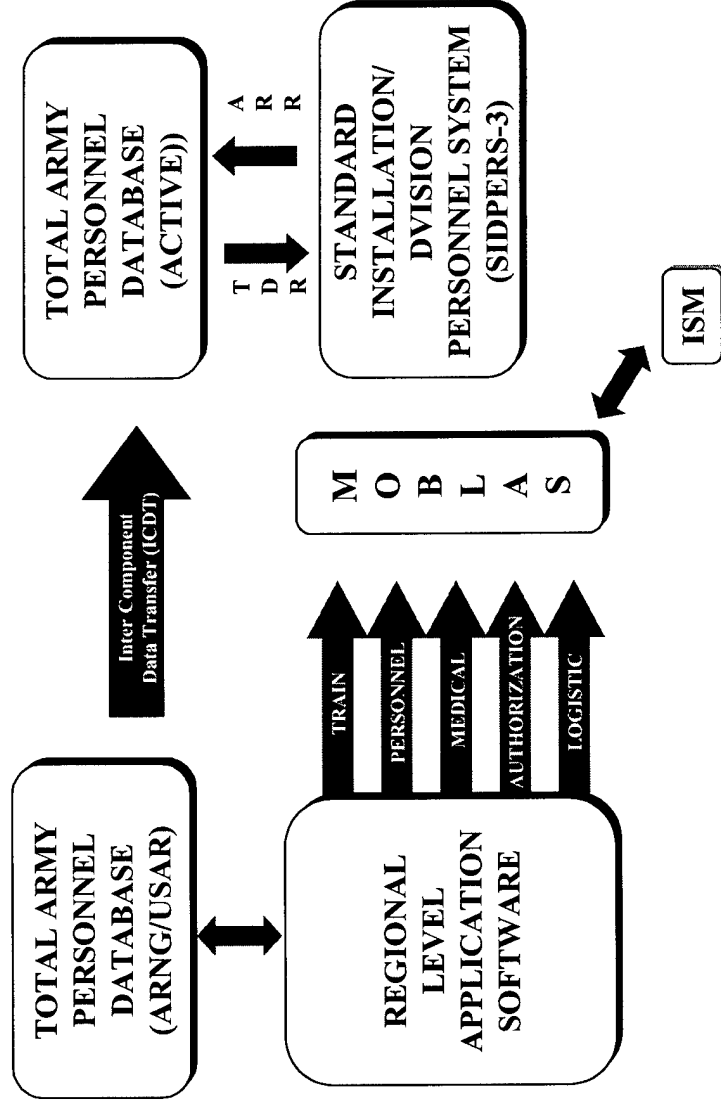 TOTAL ARMY
PERSONNEL
DATABASE
(ARNG/USAR)
Inter Component
Data Transfer (ICDT)
TOTAL ARMY
PERSONNEL
DATABASE
(ACTIVE))
T
D
R
A
R
R
REGIONAL
LEVEL
APPLICATION
SOFTWARE
TRAIN
PERSONNEL
MEDICAL
AUTHORIZATION
LOGISTIC
M
O
B
L
A
S
STANDARD
INSTALLATION/
DVISION
PERSONNEL SYSTEM
(SIDPERS-3)
ISM